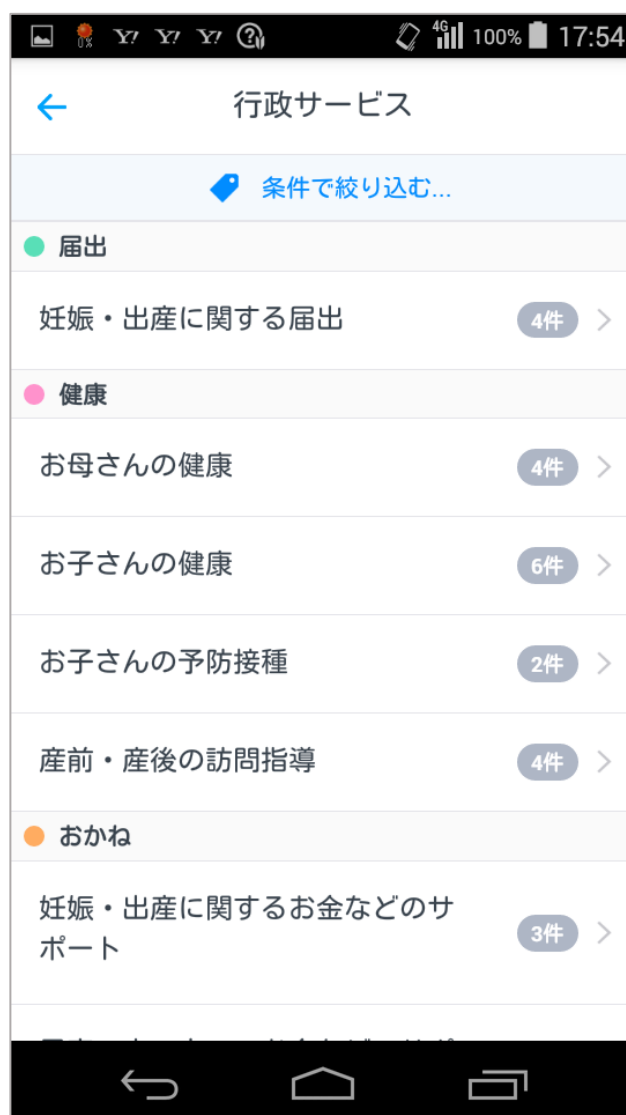 0%
Y! Y! Y!
4G
100%
17:54
行政サービス
条件で絞り込む...
届出
妊娠・出産に関する届出
4件
健康
お母さんの健康
4件
お子さんの健康
6件
お子さんの予防接種
2件
産前・産後の訪問指導
4件
おかね
妊娠・出産に関するお金などのサ
ポート
3件